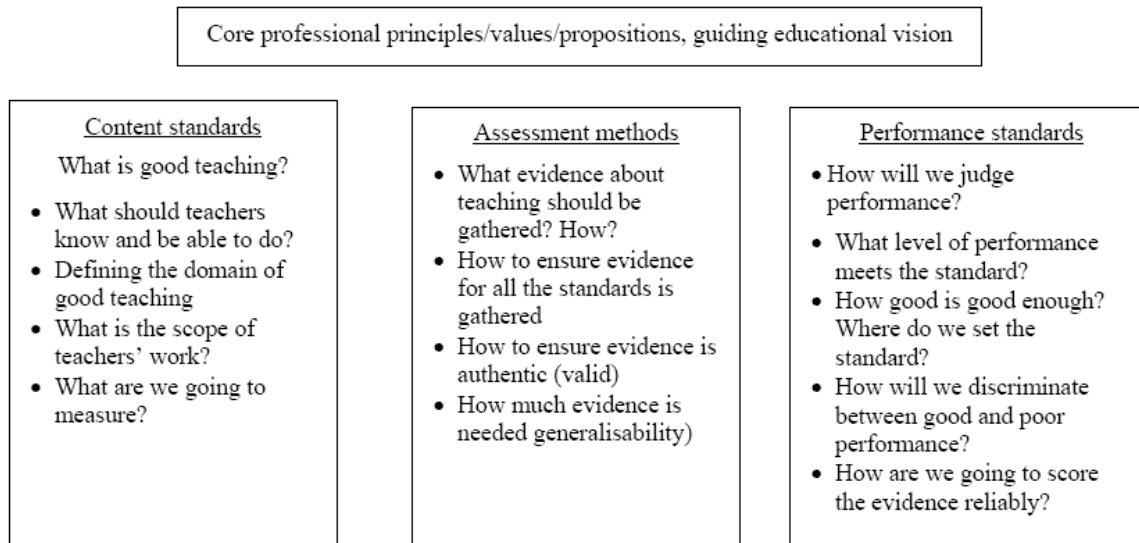 Core professional principles/values/propositions, guiding educational vision
Content standards
What is good teaching?
• What should teachers
know and be able to do?
• Defining the domain of
good teaching
• What is the scope of
teachers’ work?
• What are we going to
measure?
Assessment methods
• What evidence about
teaching should be
gathered? How?
• How to ensure evidence
for all the standards is
gathered
• How to ensure evidence is
authentic (valid)
• How much evidence is
needed generalisability)
Performance standards
• How will we judge
performance?
• What level of performance
meets the standard?
• How good is good enough?
Where do we set the
standard?
• How will we discriminate
between good and poor
performance?
• How are we going to score
the evidence reliably?